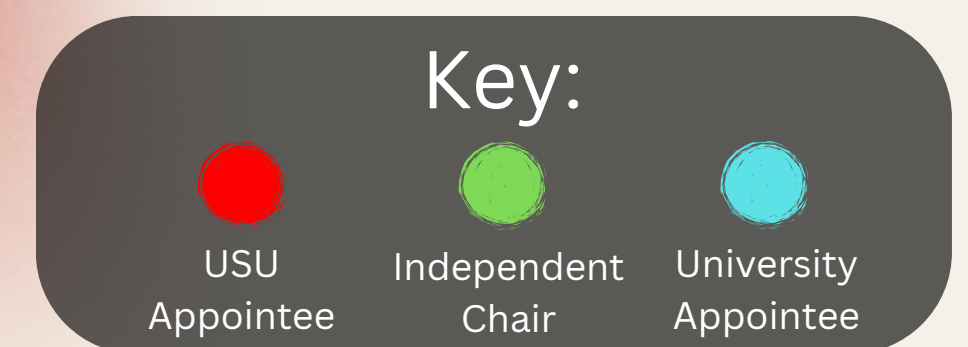 Key:
USU Appointee
Independent Chair
University Appointee